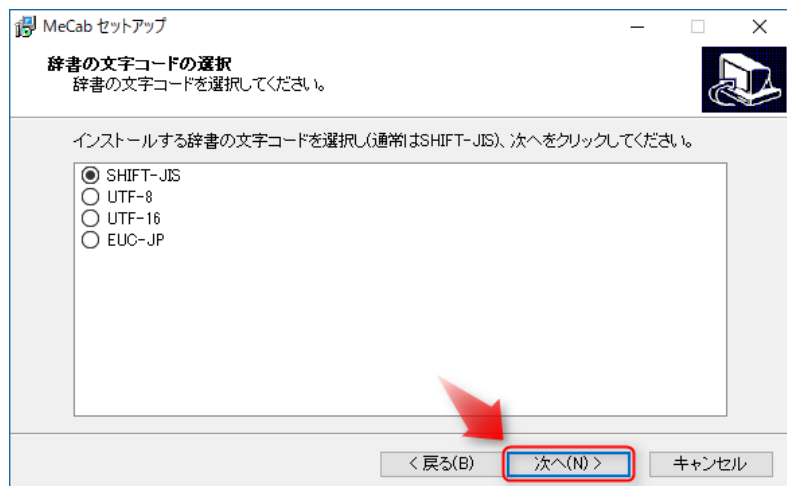 MeCab セットアップ
辞書の文字コードの選択
辞書の文字コードを選択してください。
インストールする辞書の文字コードを選択し(通常はSHIFT-JIS)、次へをクリックしてください。
SHIFT-JIS
UTF-8
UTF-16
EUC-JP
< 戻る(B) 次へ(N) > キャンセル